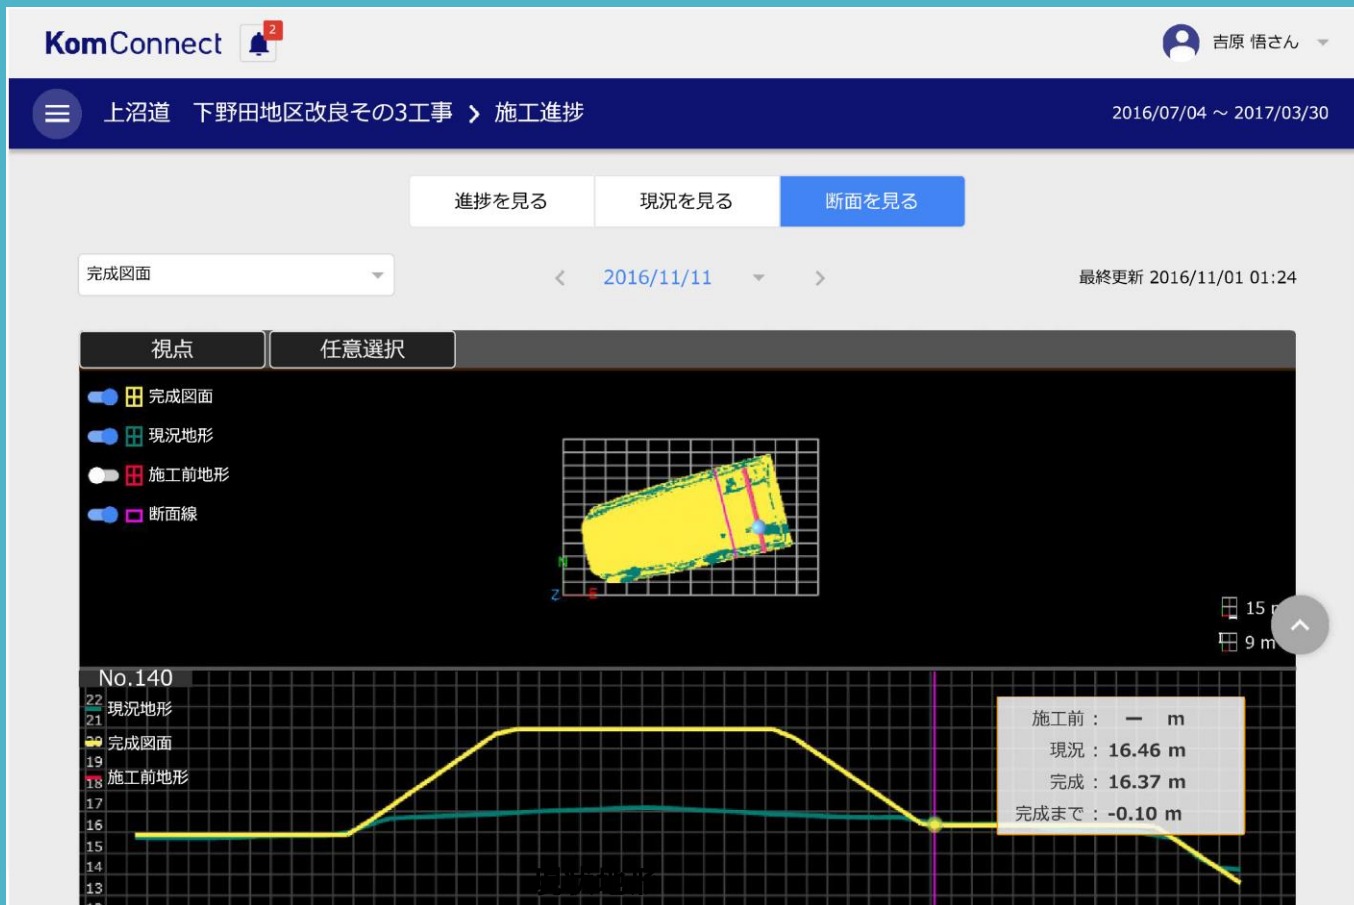 KomConnect 2
吉原 悟さん
上沼道 下野田地区改良その3工事 > 施工進捗
2016/07/04 ～ 2017/03/30
進捗を見る 現況を見る 断面を見る
完成図面
< 2016/11/11 >
最終更新 2016/11/01 01:24
視点 任意選択
完成図面
現況地形
施工前地形
断面線
N
Z E
15
9 m
No.140
22
現況地形
21
完成図面
19
施工前地形
18
17
16
15
14
13
施工前： ー m
現況：16.46 m
完成：16.37 m
完成まで：-0.10 m